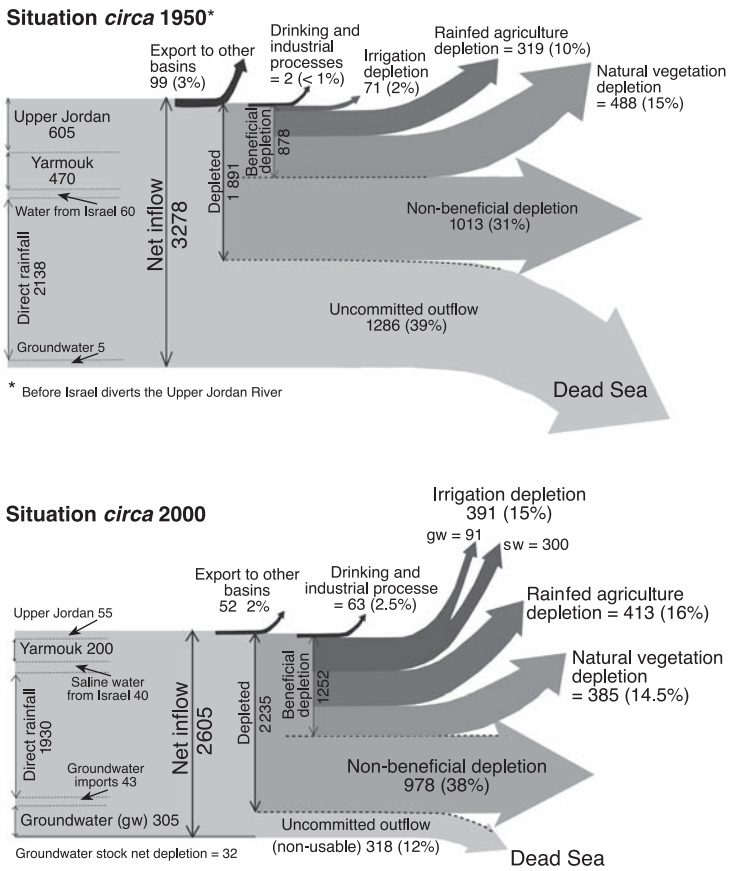 Situation circa 1950*
Export to other
basins
99 (3%)
Drinking and
industrial
processes
= 2 (< 1%)
Irrigation
depletion
71 (2%)
Rainfed agriculture
depletion = 319 (10%)
Natural vegetation
depletion
= 488 (15%)
Upper Jordan
605
Yarmouk
470
Water from Israel 60
Direct rainfall
2138
Groundwater 5
Net inflow
3278
Depleted
1 891
Beneficial
depletion
878
Non-beneficial depletion
1013 (31%)
Uncommitted outflow
1286 (39%)
Dead Sea
* Before Israel diverts the Upper Jordan River
Situation circa 2000
Irrigation depletion
391 (15%)
gw = 91
sw = 300
Export to other
basins
52 2%
Drinking and
industrial processe
= 63 (2.5%)
Rainfed agriculture
depletion = 413 (16%)
Natural vegetation
depletion
= 385 (14.5%)
Upper Jordan 55
Yarmouk 200
Saline water
from Israel 40
Direct rainfall
1930
Groundwater
imports 43
Groundwater (gw) 305
Groundwater stock net depletion = 32
Net inflow
2605
Depleted
2 235
Beneficial
depletion
1252
Non-beneficial depletion
978 (38%)
Uncommitted outflow
(non-usable) 318 (12%)
Dead Sea